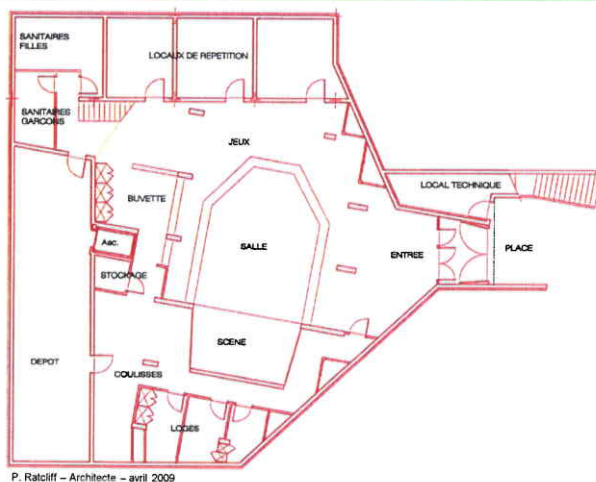 SANITAIRES
FILLES
LOCAUX DE REPETITION
SANITAIRES
GARCONS
JEUX
LOCAL TECHNIQUE
BUVETTE
Asc.
SALLE
ENTREE
PLACE
STOCKAGE
SCENE
DEPOT
COULISSES
LOGES
P. Ratcliff – Architecte – avril 2009